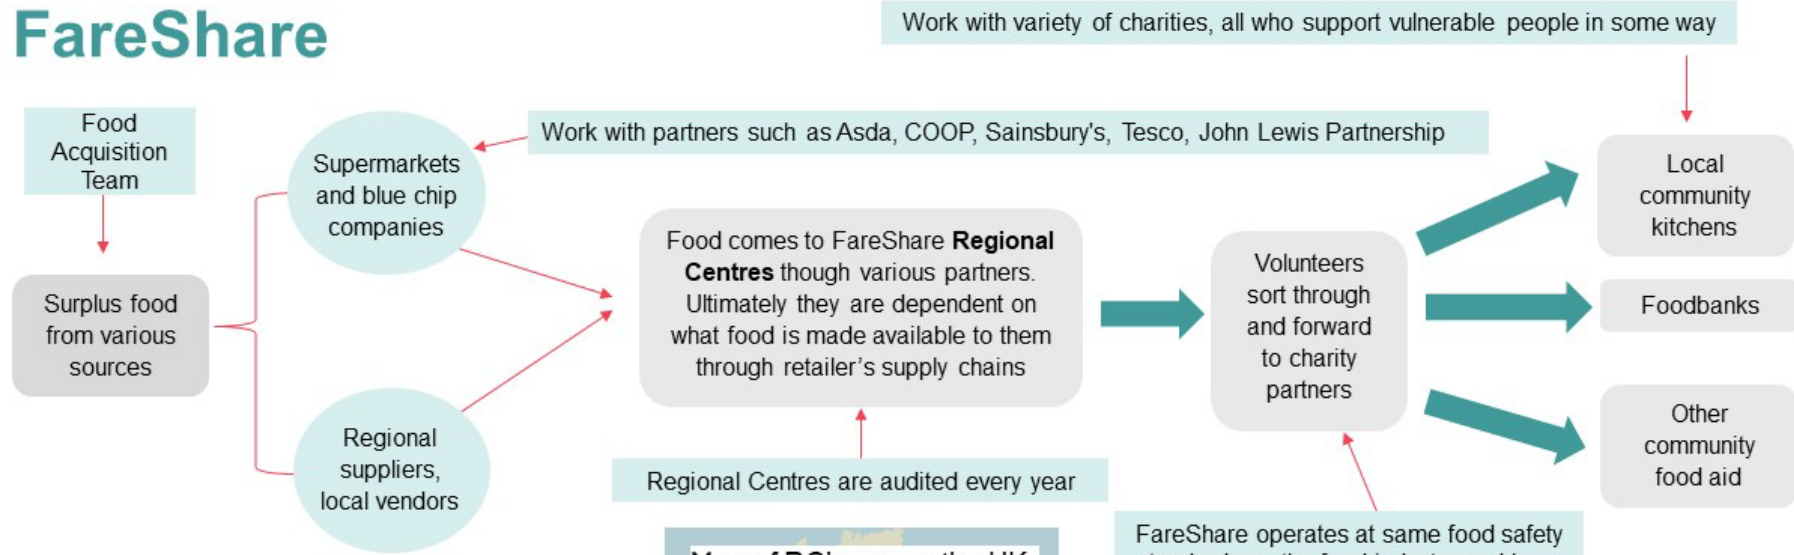 FareShare
Work with variety of charities, all who support vulnerable people in some way
Food
Acquisition
Team
Supermarkets
and blue chip
companies
Work with partners such as Asda, COOP, Sainsbury's, Tesco, John Lewis Partnership
Local
community
kitchens
Surplus food
from various
sources
Food comes to FareShare Regional
Centres though various partners.
Ultimately they are dependent on
what food is made available to them
through retailer's supply chains
Volunteers
sort through
and forward
to charity
partners
Foodbanks
Other
community
food aid
Regional
suppliers,
local vendors
Regional Centres are audited every year
FareShare operates at same food safety